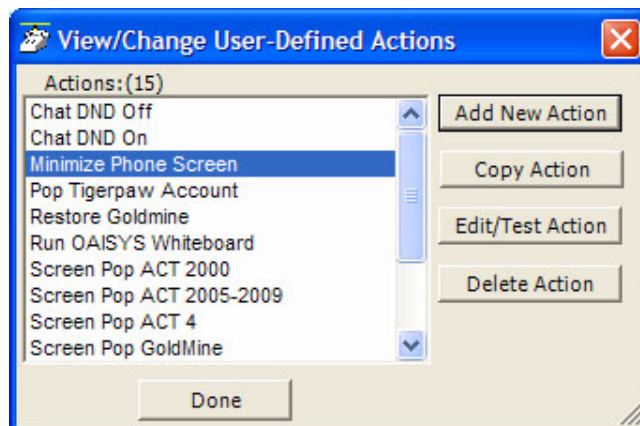 View/Change User-Defined Actions
Actions:(15)
Chat DND Off
Chat DND On
Minimize Phone Screen
Pop Tigerpaw Account
Restore Goldmine
Run OAISYS Whiteboard
Screen Pop ACT 2000
Screen Pop ACT 2005-2009
Screen Pop ACT 4
Screen Pop GoldMine
Add New Action
Copy Action
Edit/Test Action
Delete Action
Done